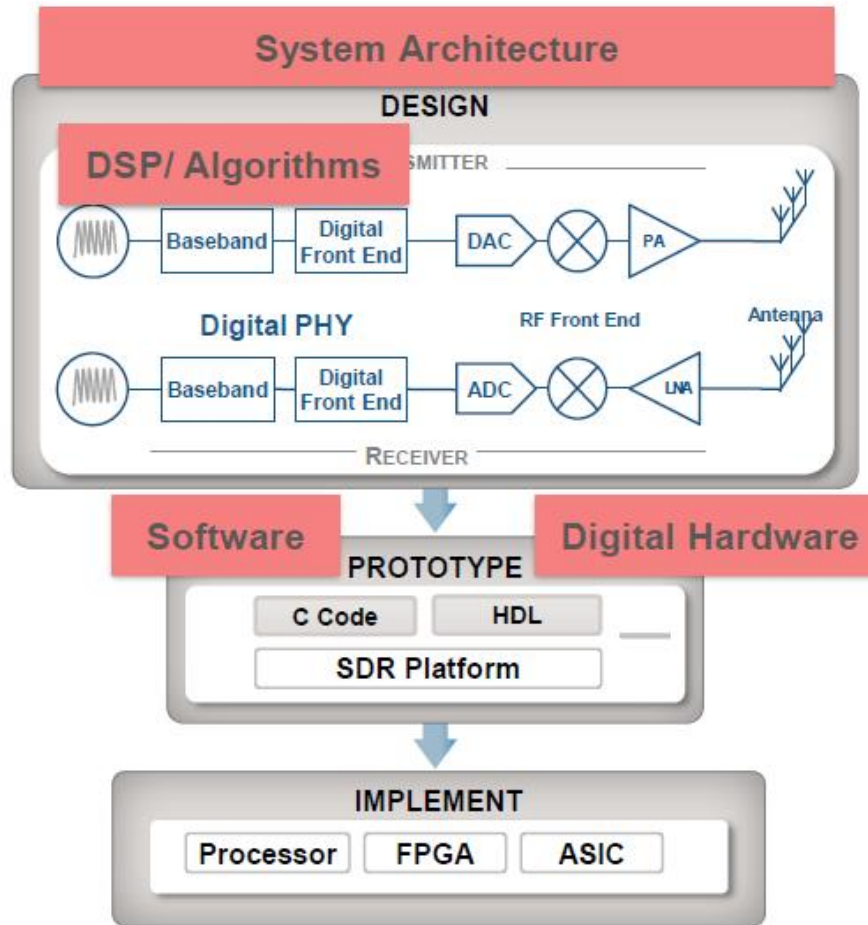 System Architecture
DESIGN
DSP/ Algorithms
SMITTER
Baseband
Digital
Front End
DAC
PA
Digital PHY
RF Front End
Antenna
Baseband
Digital
Front End
ADC
LNA
RECEIVER
Software
Digital Hardware
PROTOTYPE
C Code
HDL
SDR Platform
IMPLEMENT
Processor
FPGA
ASIC